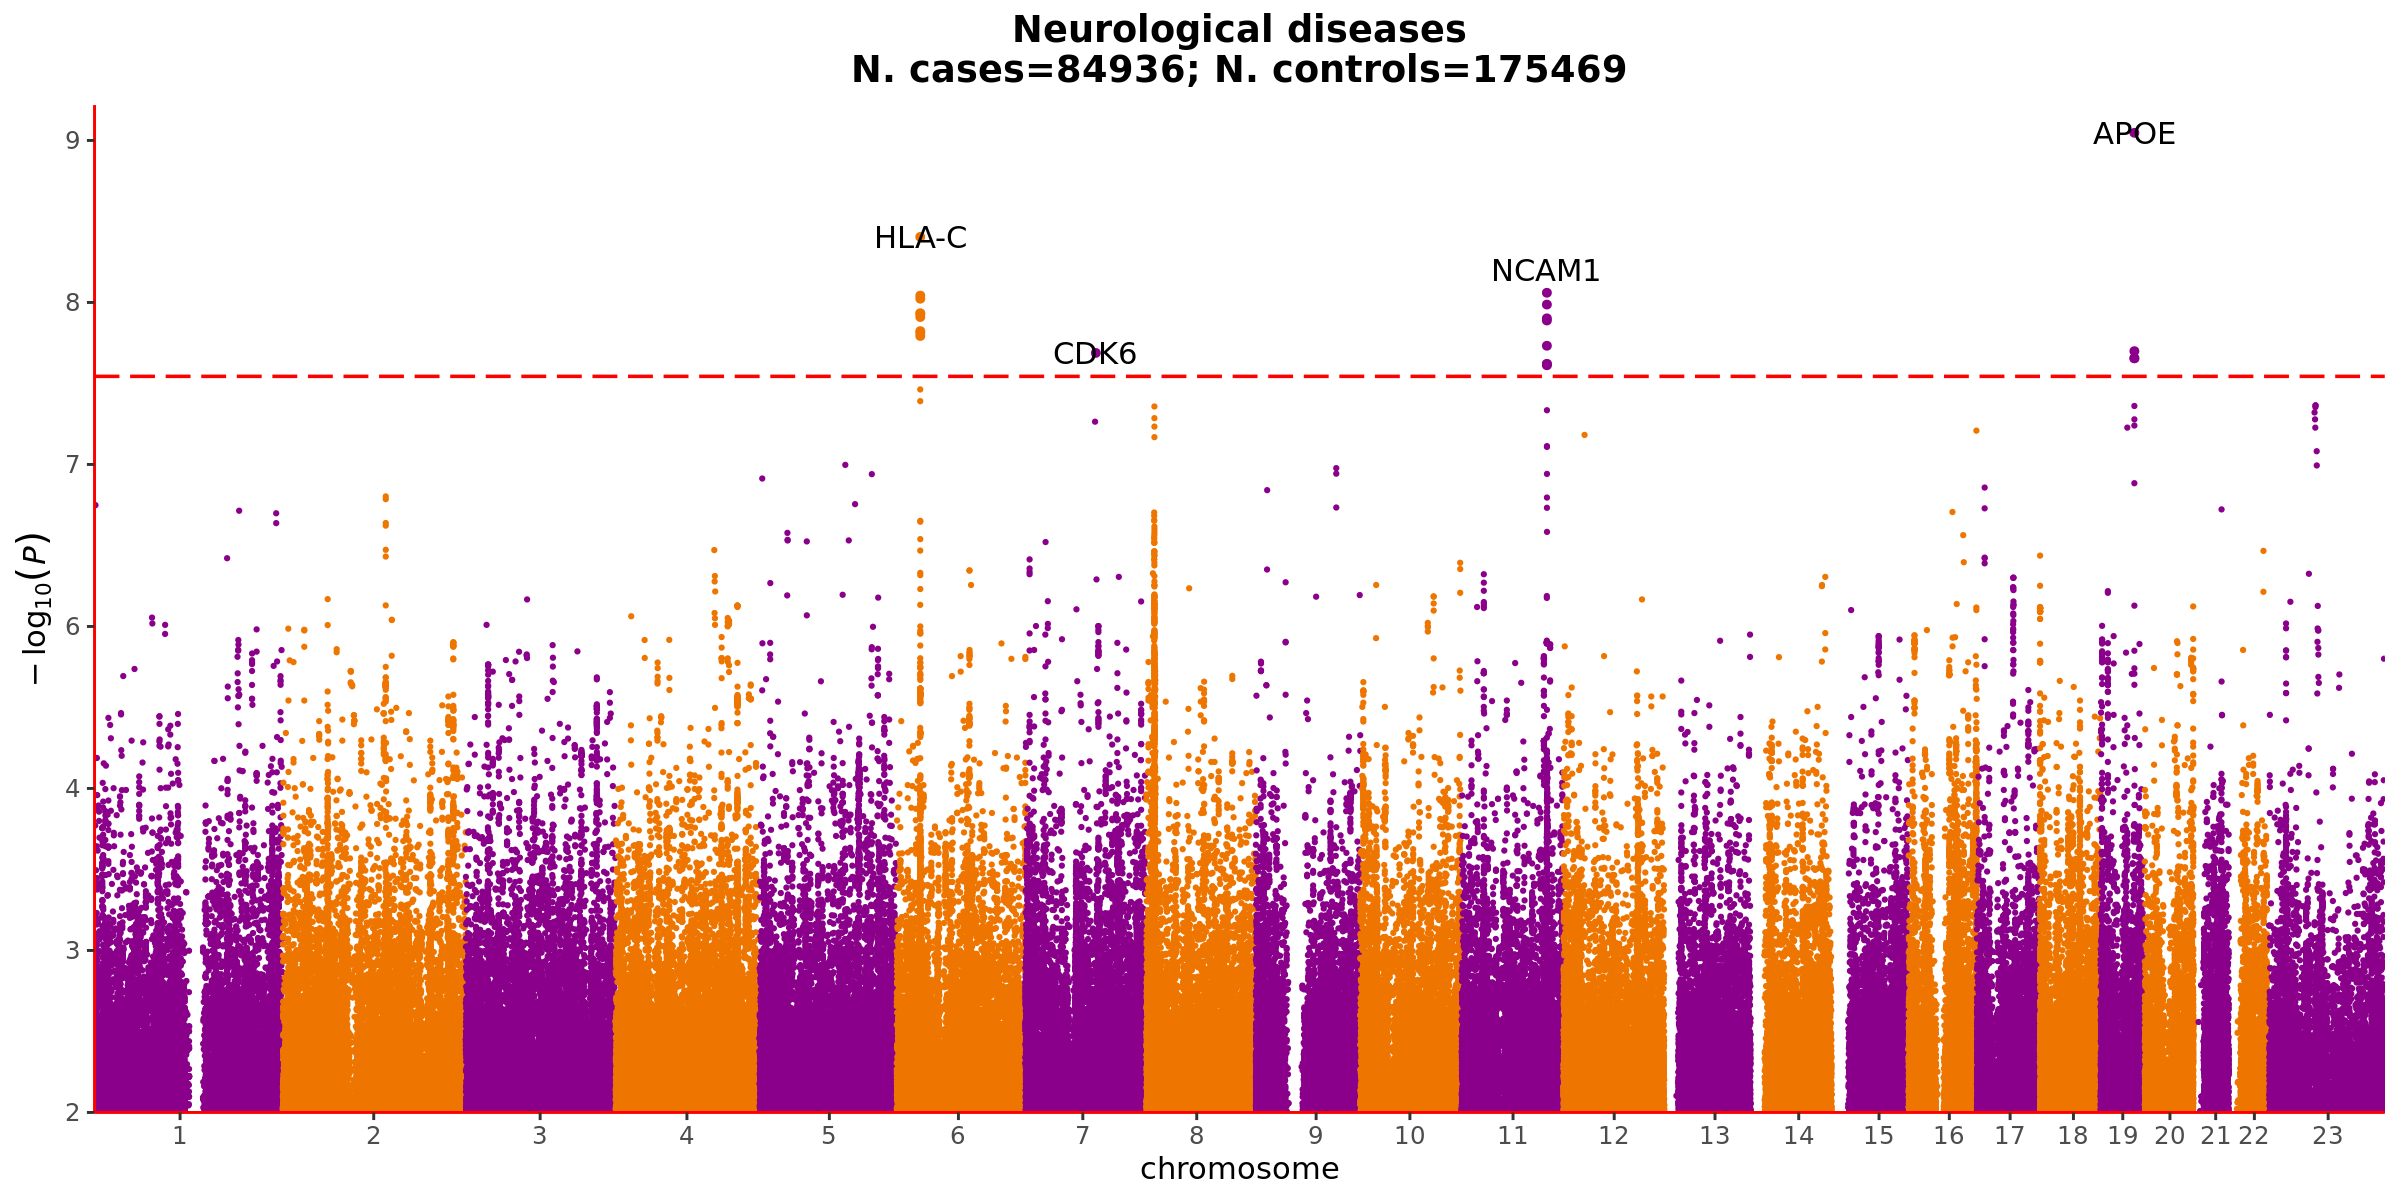 Neurological diseases
N. cases=84936; N. controls=175469
9
8
7
6
4
3
2
− log10(P)
APOE
HLA-C
NCAM1
CDK6
1 2 3 4 5 6 7 8 9 10 11 12 13 14 15 16 17 18 19 20 21 22 23
chromosome